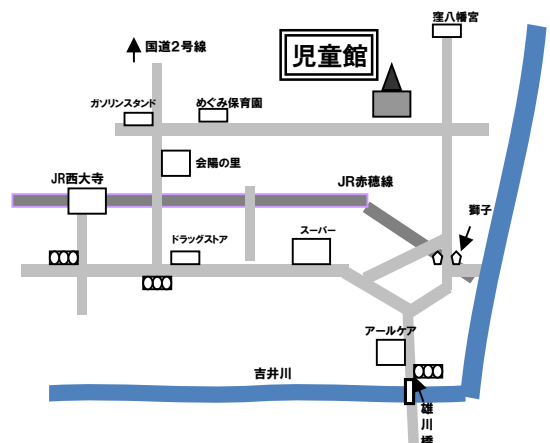 窪八幡宮
国道2号線
児童館
ガソリンスタンド
めぐみ保育園
会陽の里
JR西大寺
JR赤穂線
獅子
ドラッグストア
スーパー
アールケア
吉井川
雄
川
橋